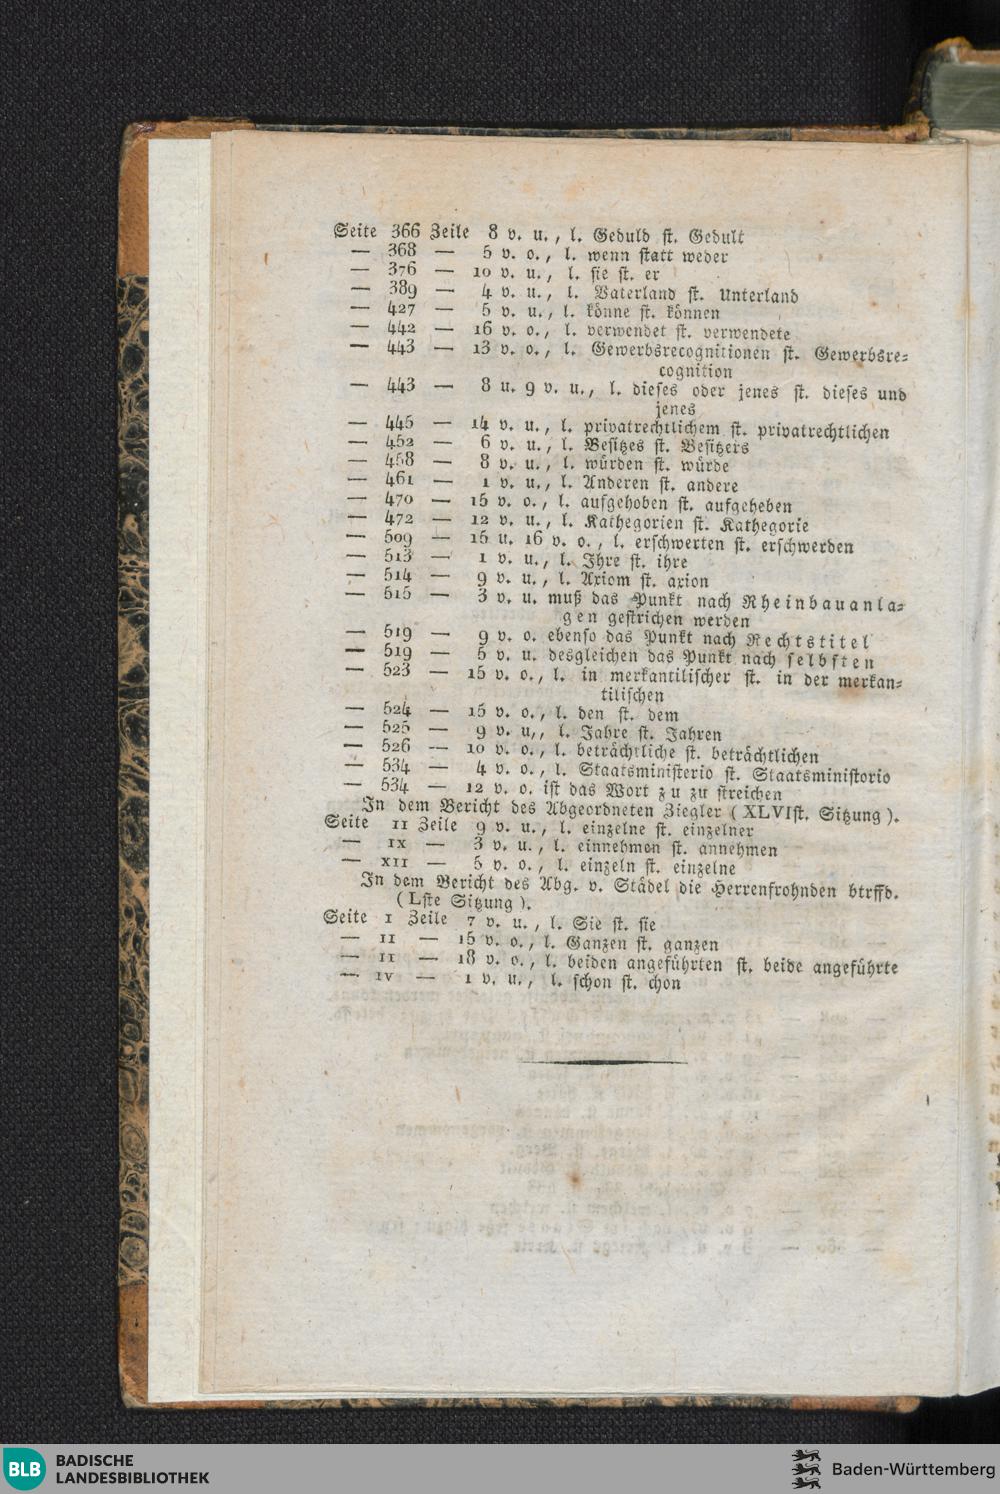 Seite 366 Zeile 8 v. u., l. Geduld st. Gedult
— 368 — 5 v. o., l. wenn statt weder
— 376 — 10 v. u., l. sie st. er
— 389 — 4 v. u., l. Vaterland st. Unterland
— 427 — 5 v. u., l. könne st. können
— 442 — 16 v. o., l. verwendet st. verwendete
— 443 — 13 v. o., l. Gewerbsrecognitionen st. Gewerbsre=
cognition
— 443 — 8 u. 9 v. u., l. dieses oder jenes st. dieses und
jenes
— 445 — 14 v. u., l. privatrechtlichem st. privatrechtlichen
— 452 — 6 v. u., l. Besitzes st. Besitzers
— 458 — 8 v. u., l. würden st. würde
— 461 — 1 v. u., l. Anderen st. andere
— 470 — 15 v. o., l. aufgehoben st. aufgeheben
— 472 — 12 v. u., l. Kathegorien st. Kathegorie
— 509 — 15 u. 16 v. o., l. erschwerten st. erschwerden
— 513 — 1 v. u., l. Ihre st. ihre
— 514 — 9 v. u., l. Axiom st. axion
— 515 — 3 v. u. muß das Punkt nach Rheinbauanla=
gen gestrichen werden
— 519 — 9 v. o. ebenso das Punkt nach Rechtstitel
— 519 — 5 v. u. desgleichen das Punkt nach selbsten
— 523 — 15 v. o., l. in merkantilischer st. in der merkan=
tilischen
— 524 — 15 v. o., l. den st. dem
— 525 — 9 v. u,, l. Jahre st. Jahren
— 526 — 10 v. o., l. beträchtliche st. beträchtlichen
— 534 — 4 v. o., l. Staatsministerio st. Staatsministorio
— 534 — 12 v. o. ist das Wort zu zu streichen
In dem Bericht des Abgeordneten Ziegler (XLVIst. Sitzung).
Seite II Zeile 9 v. u., l. einzelne st. einzelner
— IX — 3 v. u., l. einnehmen st. annehmen
— XII — 5 v. o., l. einzeln st. einzelne
In dem Bericht des Abg. v. Städel die Herrenfrohnden btrffd.
(Lste Sitzung).
Seite I Zeile 7 v. u., l. Sie st. sie
— II — 15 v. o., l. Ganzen st. ganzen
— II — 18 v. o., l. beiden angeführten st. beide angeführte
— IV — 1 v. u., l. schon st. chon
BLB BADISCHE
LANDESBIBLIOTHEK
Baden-Württemberg